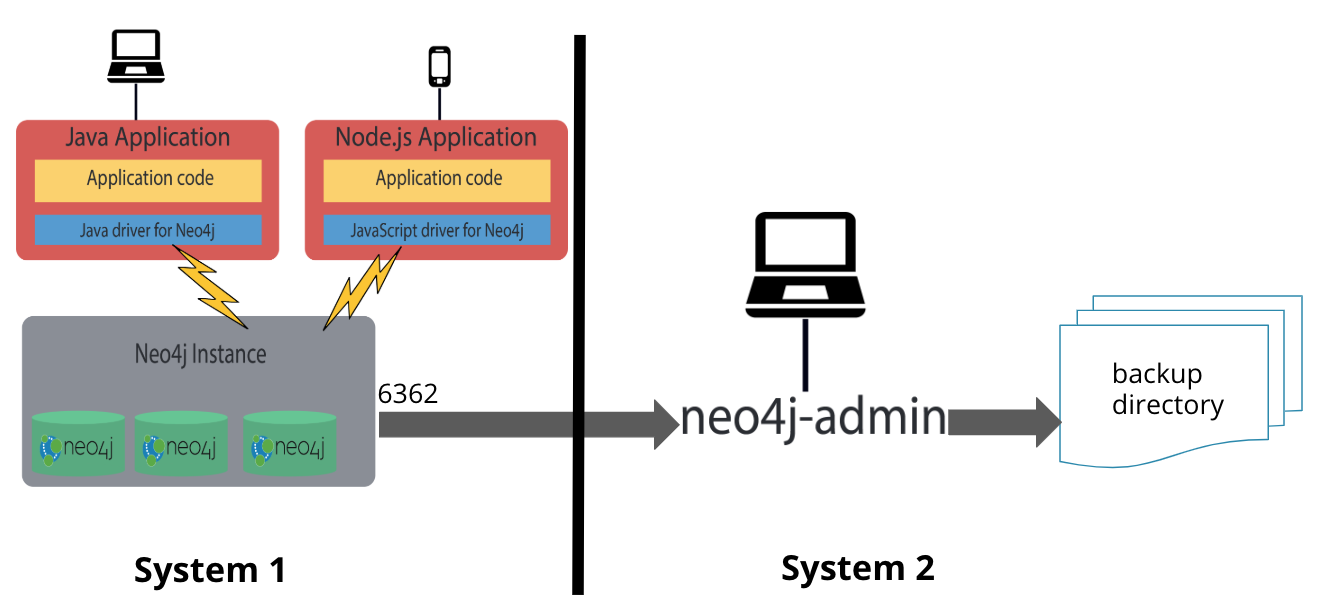 Java Application
Application code
Java driver for Neo4j
Node.js Application
Application code
JavaScript driver for Neo4j
Neo4j Instance
neo4j
neo4j
neo4j
6362
neo4j-admin
backup
directory
System 1
System 2